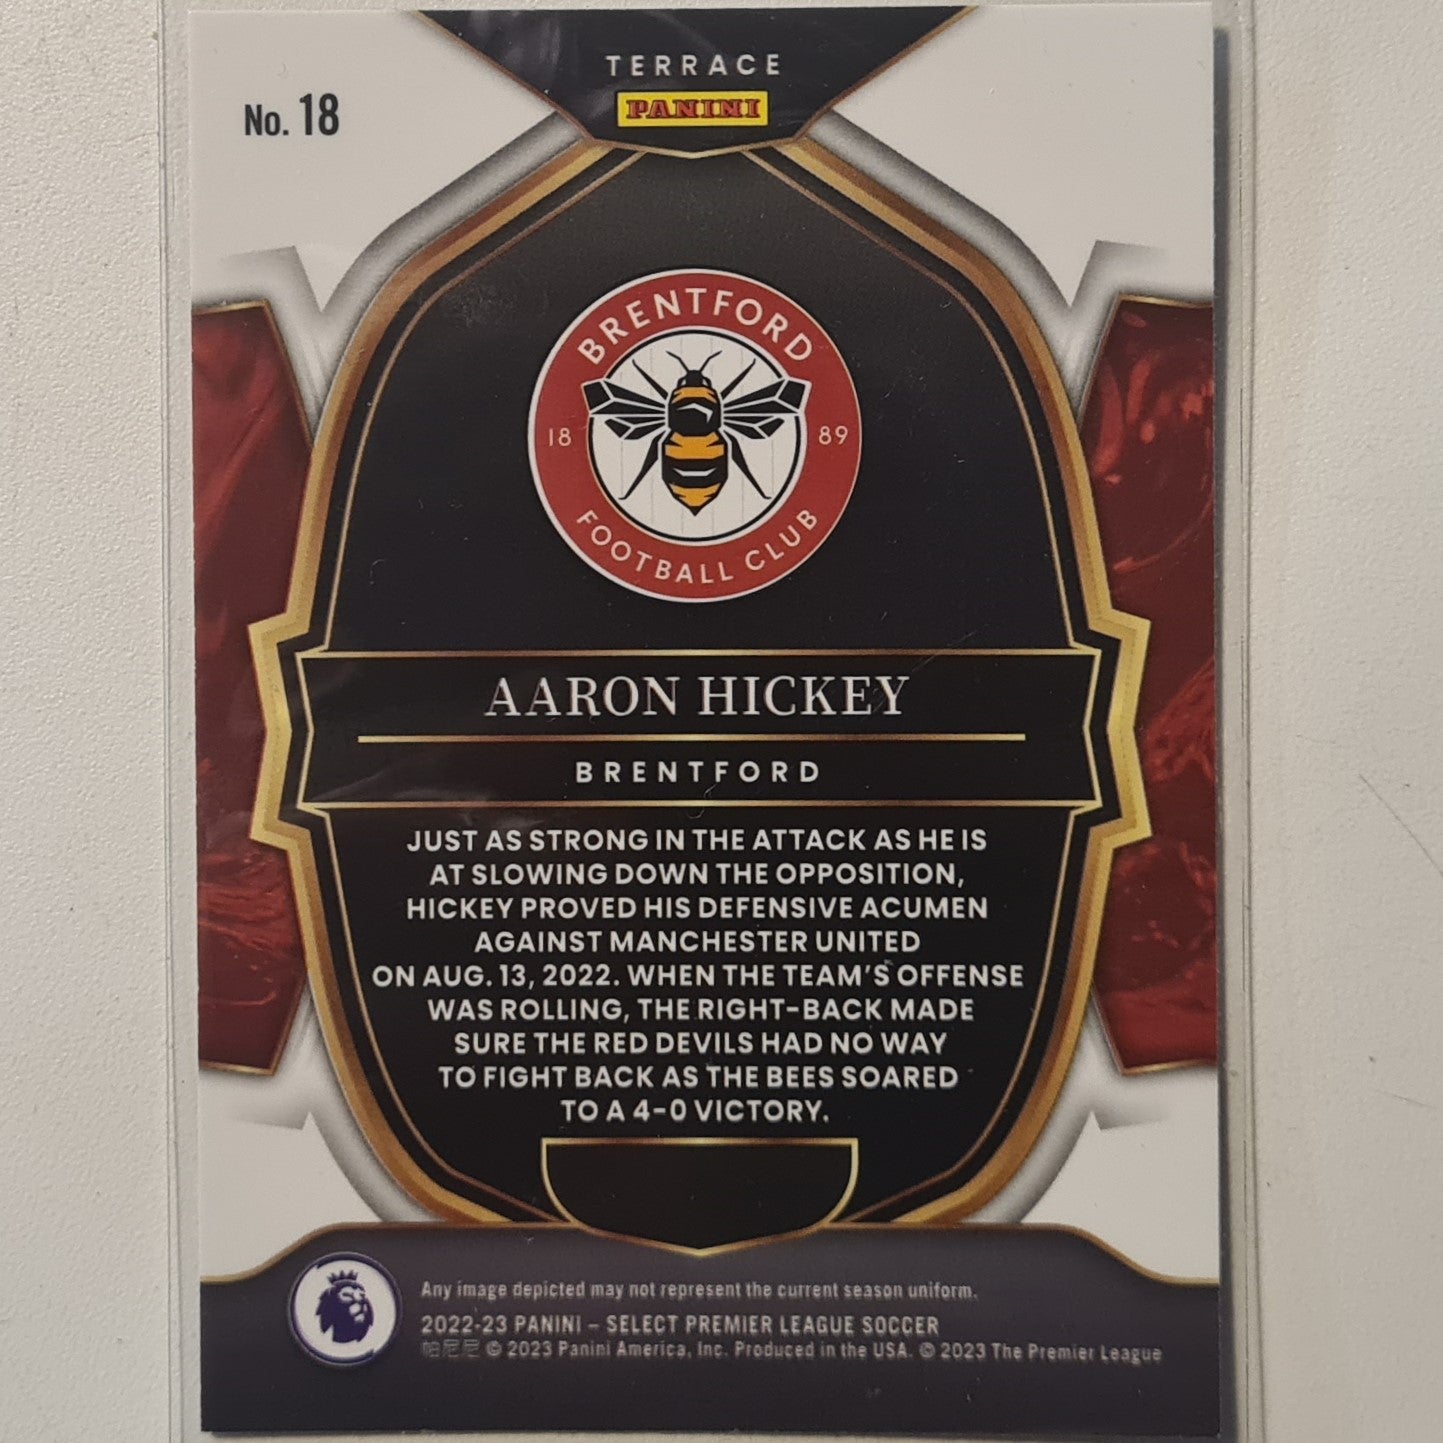 TERRACE
PANINI
No. 18
BRENTFORD
18 89
FOOTBALL CLUB
AARON HICKEY
BRENTFORD
JUST AS STRONG IN THE ATTACK AS HE IS
AT SLOWING DOWN THE OPPOSITION,
HICKEY PROVED HIS DEFENSIVE ACUMEN
AGAINST MANCHESTER UNITED
ON AUG. 13, 2022. WHEN THE TEAM'S OFFENSE
WAS ROLLING, THE RIGHT-BACK MADE
SURE THE RED DEVILS HAD NO WAY
TO FIGHT BACK AS THE BEES SOARED
TO A 4-0 VICTORY.
Any image depicted may not represent the current season uniform.
2022-23 PANINI – SELECT PREMIER LEAGUE SOCCER
帕尼尼 © 2023 Panini America, Inc. Produced in the USA. © 2023 The Premier League